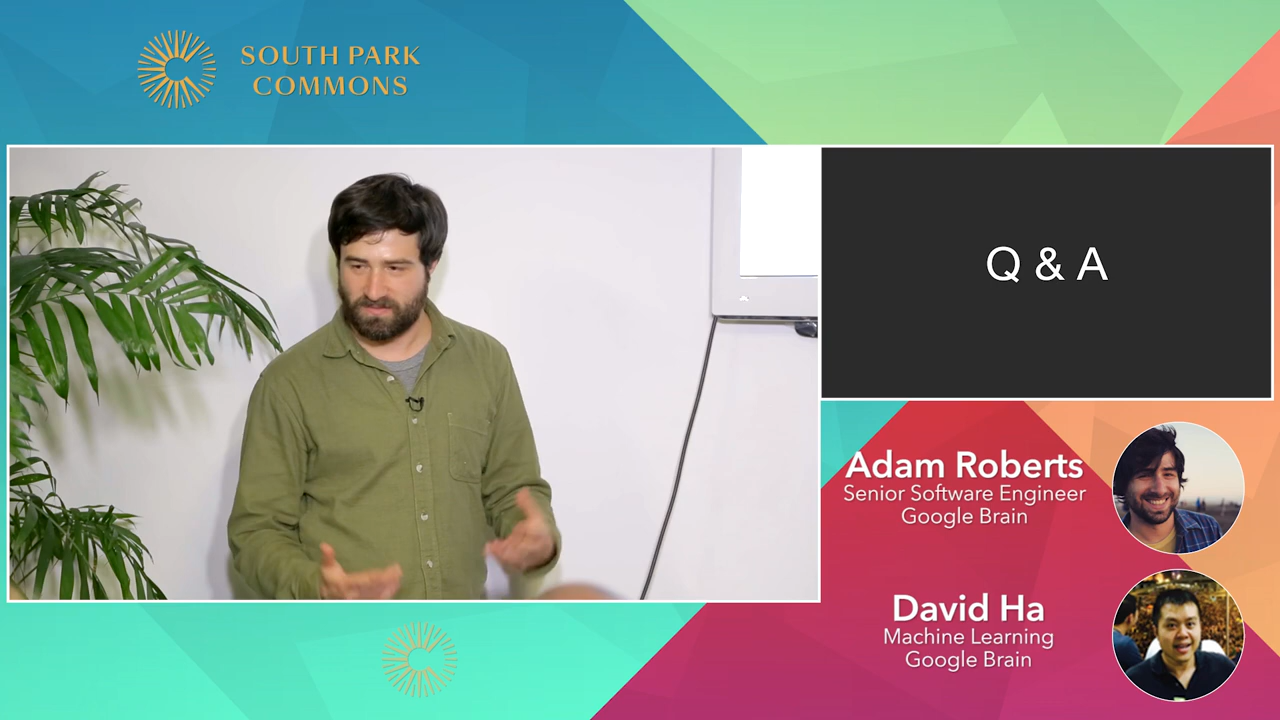 SOUTH PARK
COMMONS
Q & A
Adam Roberts
Senior Software Engineer
Google Brain
David Ha
Machine Learning
Google Brain